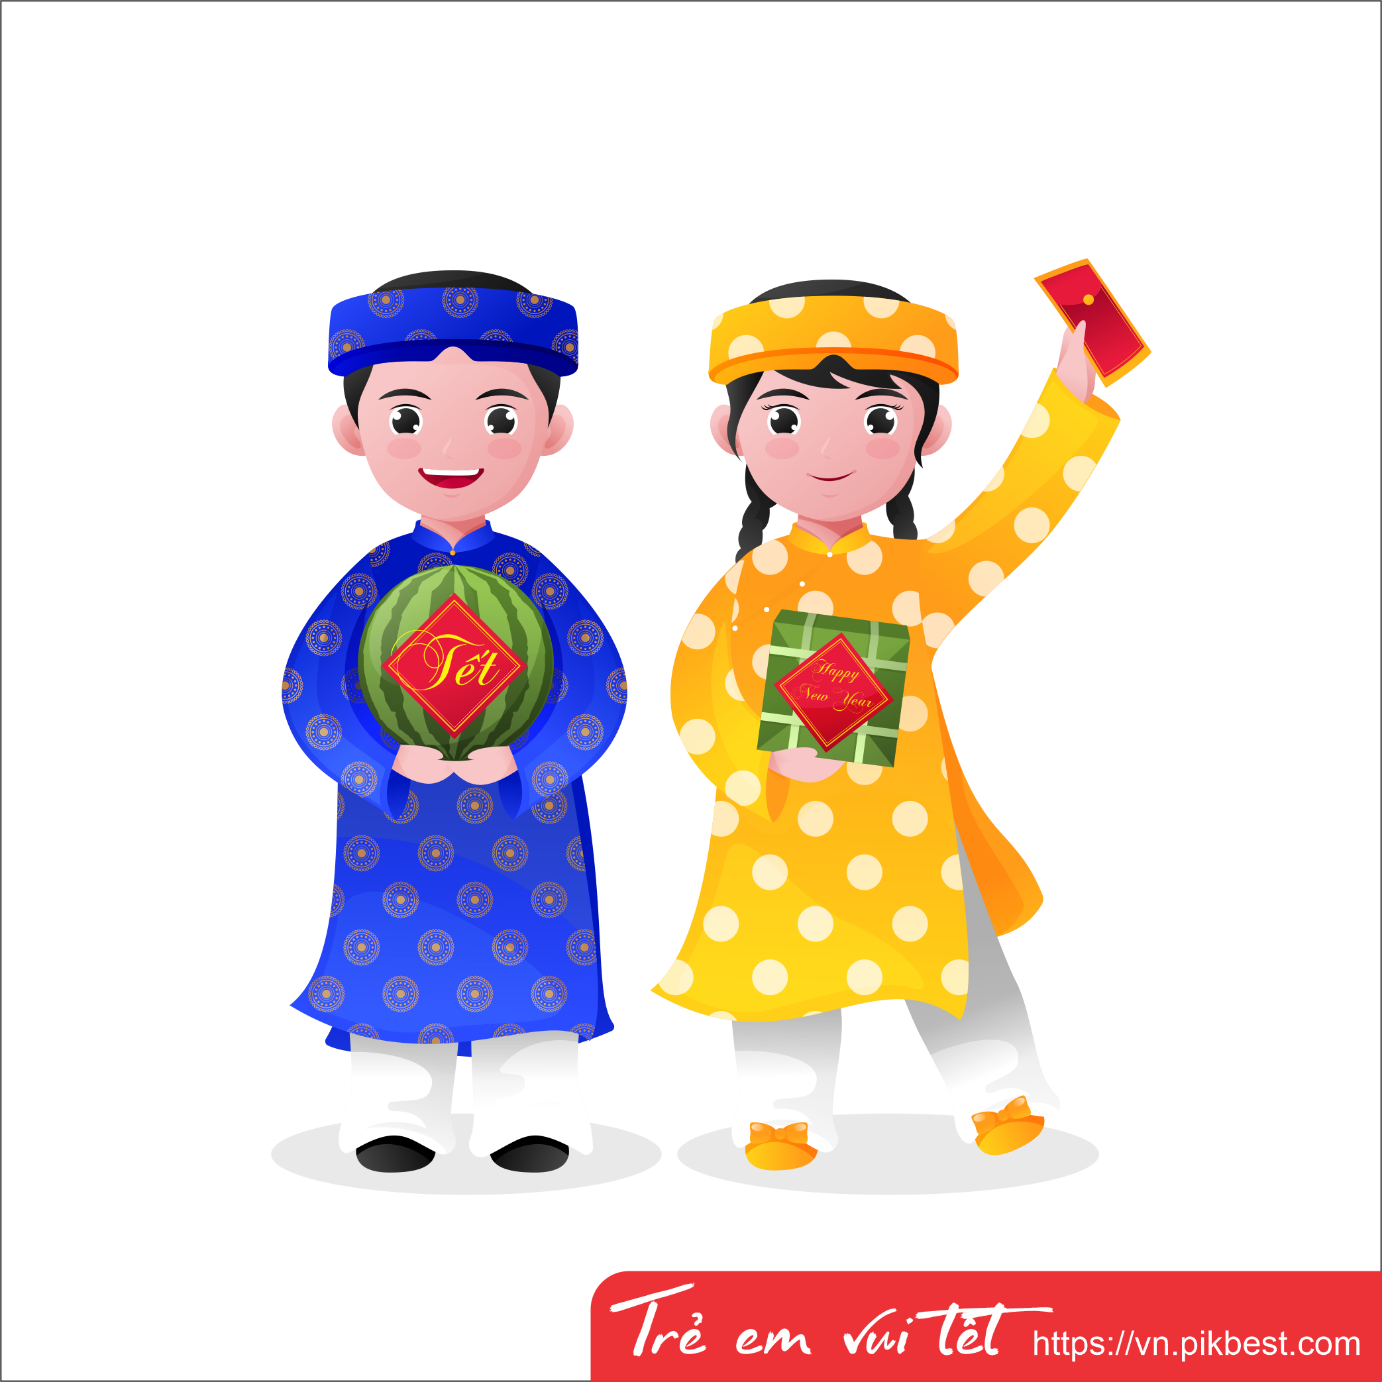 Tết
Happy
New Year
Trẻ em vui tết https://vn.pikbest.com